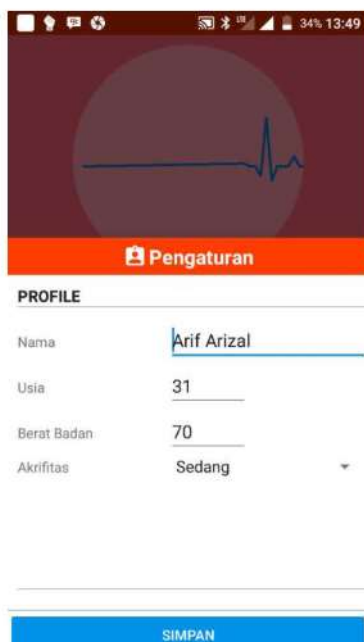 34% 13:49
Pengaturan
PROFILE
Nama Arif Arizal
Usia 31
Berat Badan 70
Akrifitas Sedang
SIMPAN